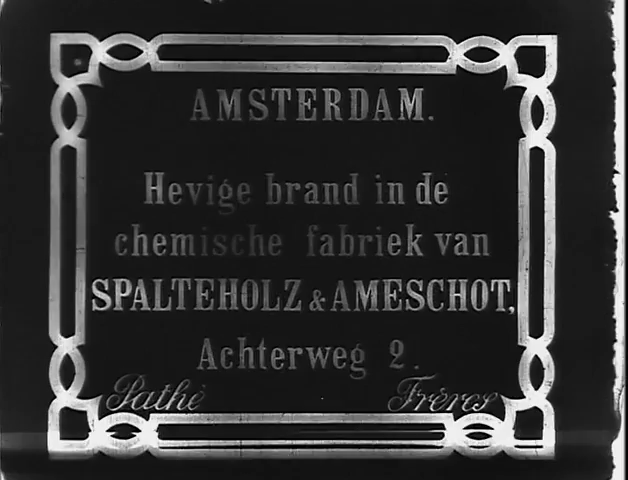 AMSTERDAM.
Hevige brand in de
chemische fabriek van
SPALTEHOLZ & AMESCHOT,
Achterweg 2.
Pathé Frères